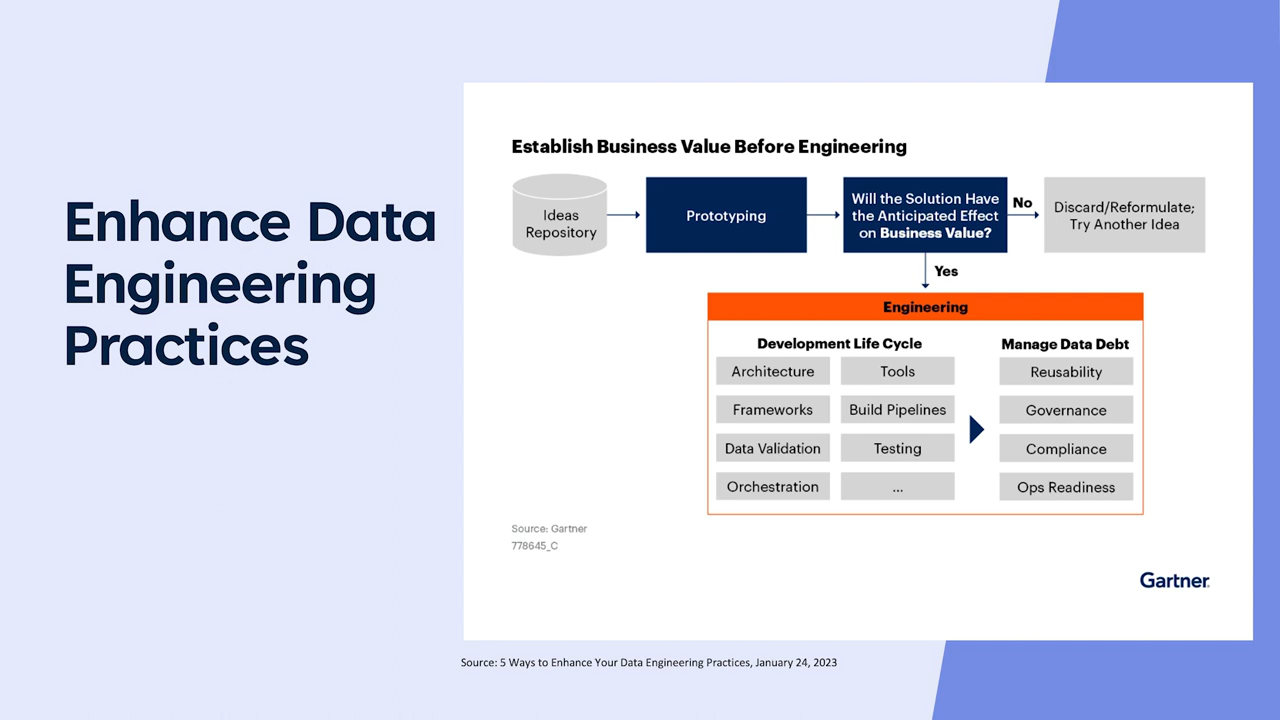 Enhance Data
Engineering
Practices
Establish Business Value Before Engineering
Ideas
Repository
Prototyping
Will the Solution Have
the Anticipated Effect
on Business Value?
No
Discard/Reformulate;
Try Another Idea
Yes
Engineering
Development Life Cycle
Manage Data Debt
Architecture
Tools
Reusability
Frameworks
Build Pipelines
Governance
Data Validation
Testing
Compliance
Orchestration
...
Ops Readiness
Source: Gartner
778645_C
Gartner
Source: 5 Ways to Enhance Your Data Engineering Practices, January 24, 2023